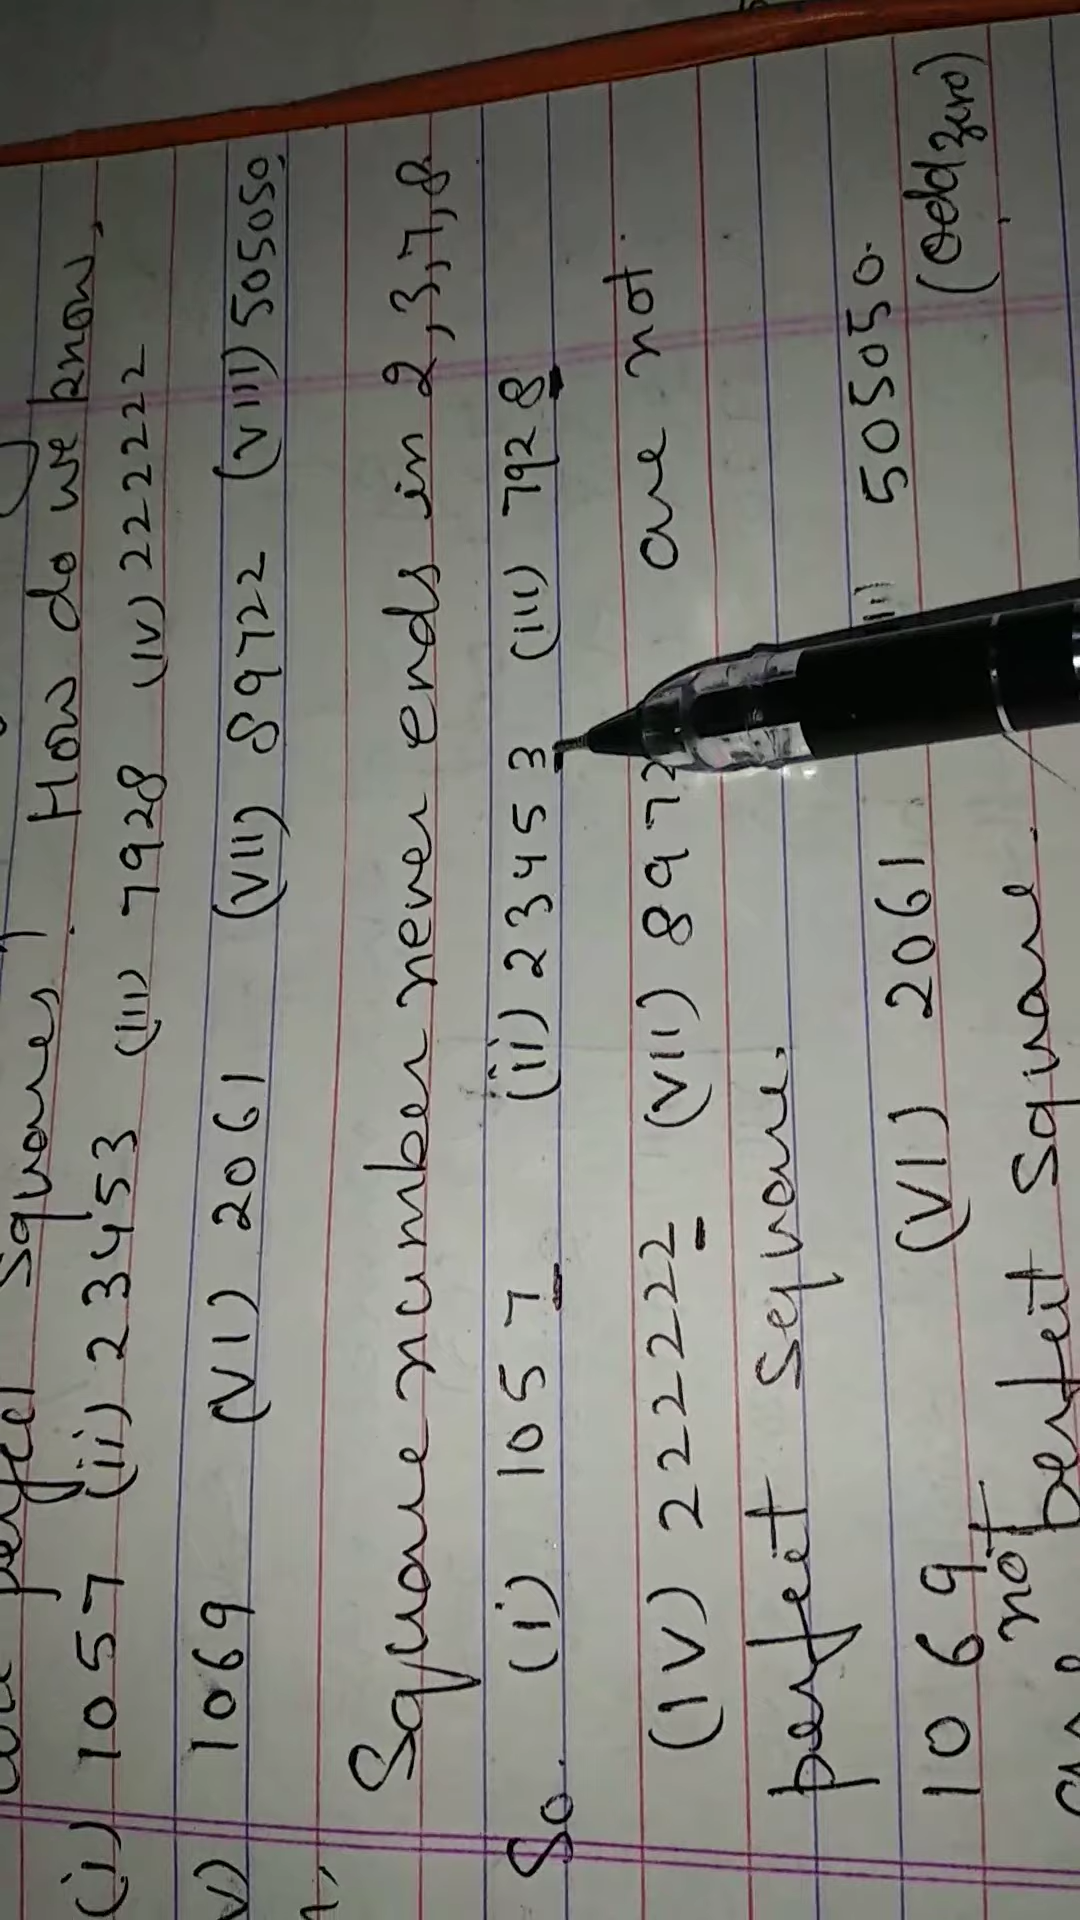 perfect squares. How do we know.
(i) 1057 (ii) 23453 (iii) 7928 (iv) 222222
v) 1069 (vi) 2061 (vii) 89722 (viii) 505050.
Square number never ends in 2,3,7,8
So. (i) 1057 (ii) 23453 (iii) 7928
(iv) 222222 (vii) 8972 are not
perfect square.
1069 (vi) 2061 505050. (odd zero)
are not perfect square.